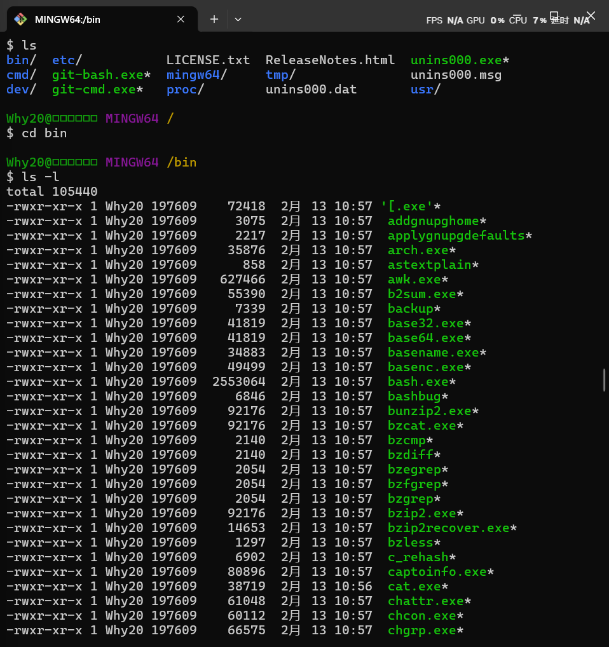 MINGW64:/bin
FPS N/A GPU 0% CPU 7% 延时 N/A
$ ls
bin/ etc/ LICENSE.txt ReleaseNotes.html unins000.exe*
cmd/ git-bash.exe* mingw64/ tmp/ unins000.msg
dev/ git-cmd.exe* proc/ unins000.dat usr/
Why20@□□□□□□ MINGW64 /
$ cd bin
Why20@□□□□□□ MINGW64 /bin
$ ls -l
total 105440
-rwxr-xr-x 1 Why20 197609 72418 2月 13 10:57 '[.exe'*
-rwxr-xr-x 1 Why20 197609 3075 2月 13 10:57 addgnupghome*
-rwxr-xr-x 1 Why20 197609 2217 2月 13 10:57 applygnupgdefaults*
-rwxr-xr-x 1 Why20 197609 35876 2月 13 10:57 arch.exe*
-rwxr-xr-x 1 Why20 197609 858 2月 13 10:57 astextplain*
-rwxr-xr-x 1 Why20 197609 627466 2月 13 10:57 awk.exe*
-rwxr-xr-x 1 Why20 197609 55390 2月 13 10:57 b2sum.exe*
-rwxr-xr-x 1 Why20 197609 7339 2月 13 10:57 backup*
-rwxr-xr-x 1 Why20 197609 41819 2月 13 10:57 base32.exe*
-rwxr-xr-x 1 Why20 197609 41819 2月 13 10:57 base64.exe*
-rwxr-xr-x 1 Why20 197609 34883 2月 13 10:57 basename.exe*
-rwxr-xr-x 1 Why20 197609 49499 2月 13 10:57 basenc.exe*
-rwxr-xr-x 1 Why20 197609 2553064 2月 13 10:57 bash.exe*
-rwxr-xr-x 1 Why20 197609 6846 2月 13 10:57 bashbug*
-rwxr-xr-x 1 Why20 197609 92176 2月 13 10:57 bunzip2.exe*
-rwxr-xr-x 1 Why20 197609 92176 2月 13 10:57 bzcat.exe*
-rwxr-xr-x 1 Why20 197609 2140 2月 13 10:57 bzcmp*
-rwxr-xr-x 1 Why20 197609 2140 2月 13 10:57 bzdiff*
-rwxr-xr-x 1 Why20 197609 2054 2月 13 10:57 bzegrep*
-rwxr-xr-x 1 Why20 197609 2054 2月 13 10:57 bzfgrep*
-rwxr-xr-x 1 Why20 197609 2054 2月 13 10:57 bzgrep*
-rwxr-xr-x 1 Why20 197609 92176 2月 13 10:57 bzip2.exe*
-rwxr-xr-x 1 Why20 197609 14653 2月 13 10:57 bzip2recover.exe*
-rwxr-xr-x 1 Why20 197609 1297 2月 13 10:57 bzless*
-rwxr-xr-x 1 Why20 197609 6902 2月 13 10:57 c_rehash*
-rwxr-xr-x 1 Why20 197609 80896 2月 13 10:57 captoinfo.exe*
-rwxr-xr-x 1 Why20 197609 38719 2月 13 10:56 cat.exe*
-rwxr-xr-x 1 Why20 197609 61048 2月 13 10:57 chattr.exe*
-rwxr-xr-x 1 Why20 197609 60112 2月 13 10:57 chcon.exe*
-rwxr-xr-x 1 Why20 197609 66575 2月 13 10:57 chgrp.exe*